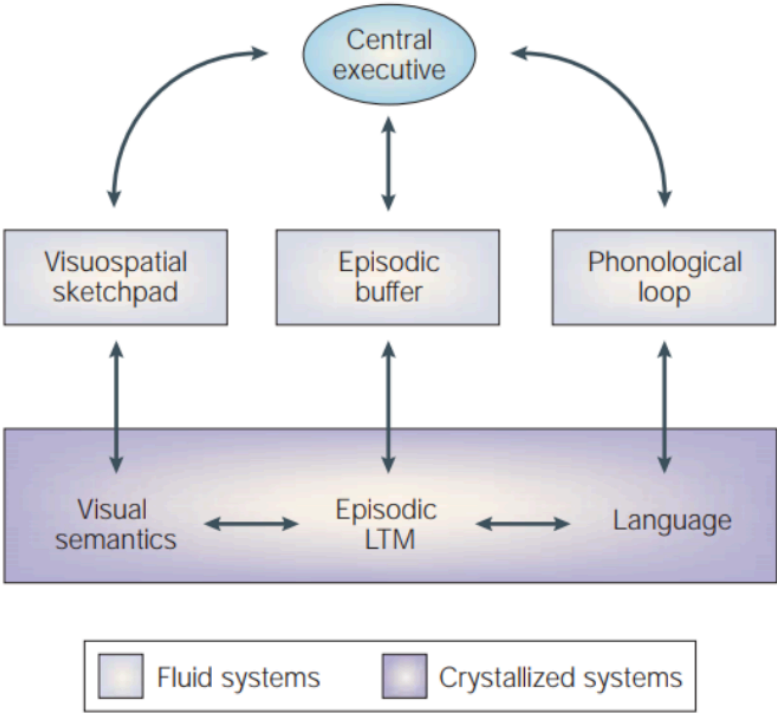 Central
executive
Visuospatial
sketchpad
Episodic
buffer
Phonological
loop
Visual
semantics
Episodic
LTM
Language
Fluid systems
Crystallized systems